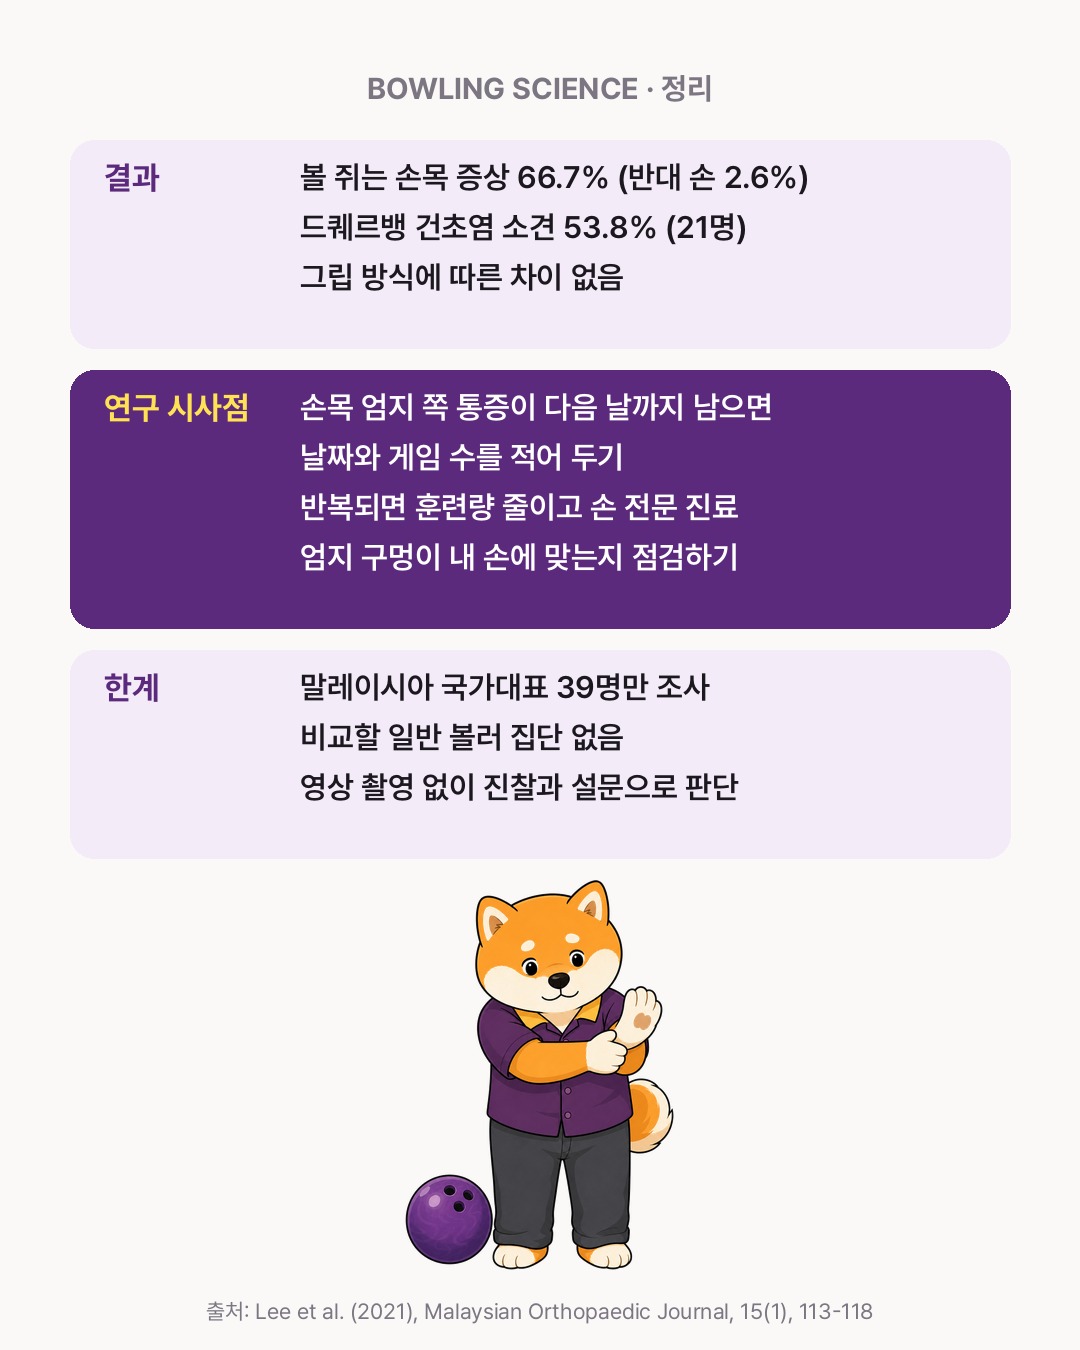 BOWLING SCIENCE · 정리
결과
볼 쥐는 손목 증상 66.7% (반대 손 2.6%)
드퀘르뱅 건초염 소견 53.8% (21명)
그립 방식에 따른 차이 없음
연구 시사점
손목 엄지 쪽 통증이 다음 날까지 남으면
날짜와 게임 수를 적어 두기
반복되면 훈련량 줄이고 손 전문 진료
엄지 구멍이 내 손에 맞는지 점검하기
한계
말레이시아 국가대표 39명만 조사
비교할 일반 볼러 집단 없음
영상 촬영 없이 진찰과 설문으로 판단
출처: Lee et al. (2021), Malaysian Orthopaedic Journal, 15(1), 113-118